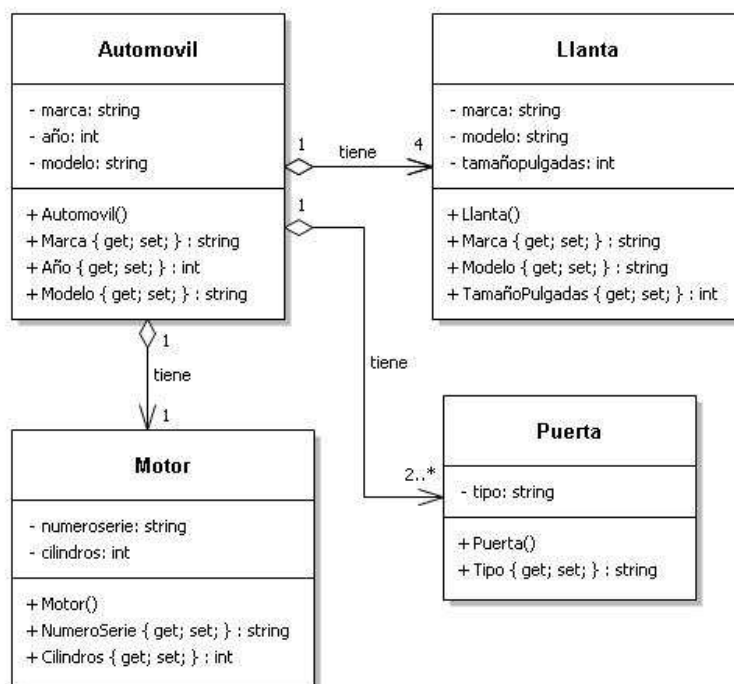 Automovil
- marca: string
- año: int
- modelo: string
+ Automovil()
+ Marca { get; set; } : string
+ Año { get; set; } : int
+ Modelo { get; set; } : string
1
tiene
4
Llanta
- marca: string
- modelo: string
- tamañopulgadas: int
+ Llanta()
+ Marca { get; set; } : string
+ Modelo { get; set; } : string
+ TamañoPulgadas { get; set; } : int
1
tiene
2..*
1
tiene
1
Motor
- numeroserie: string
- cilindros: int
+ Motor()
+ NumeroSerie { get; set; } : string
+ Cilindros { get; set; } : int
Puerta
- tipo: string
+ Puerta()
+ Tipo { get; set; } : string